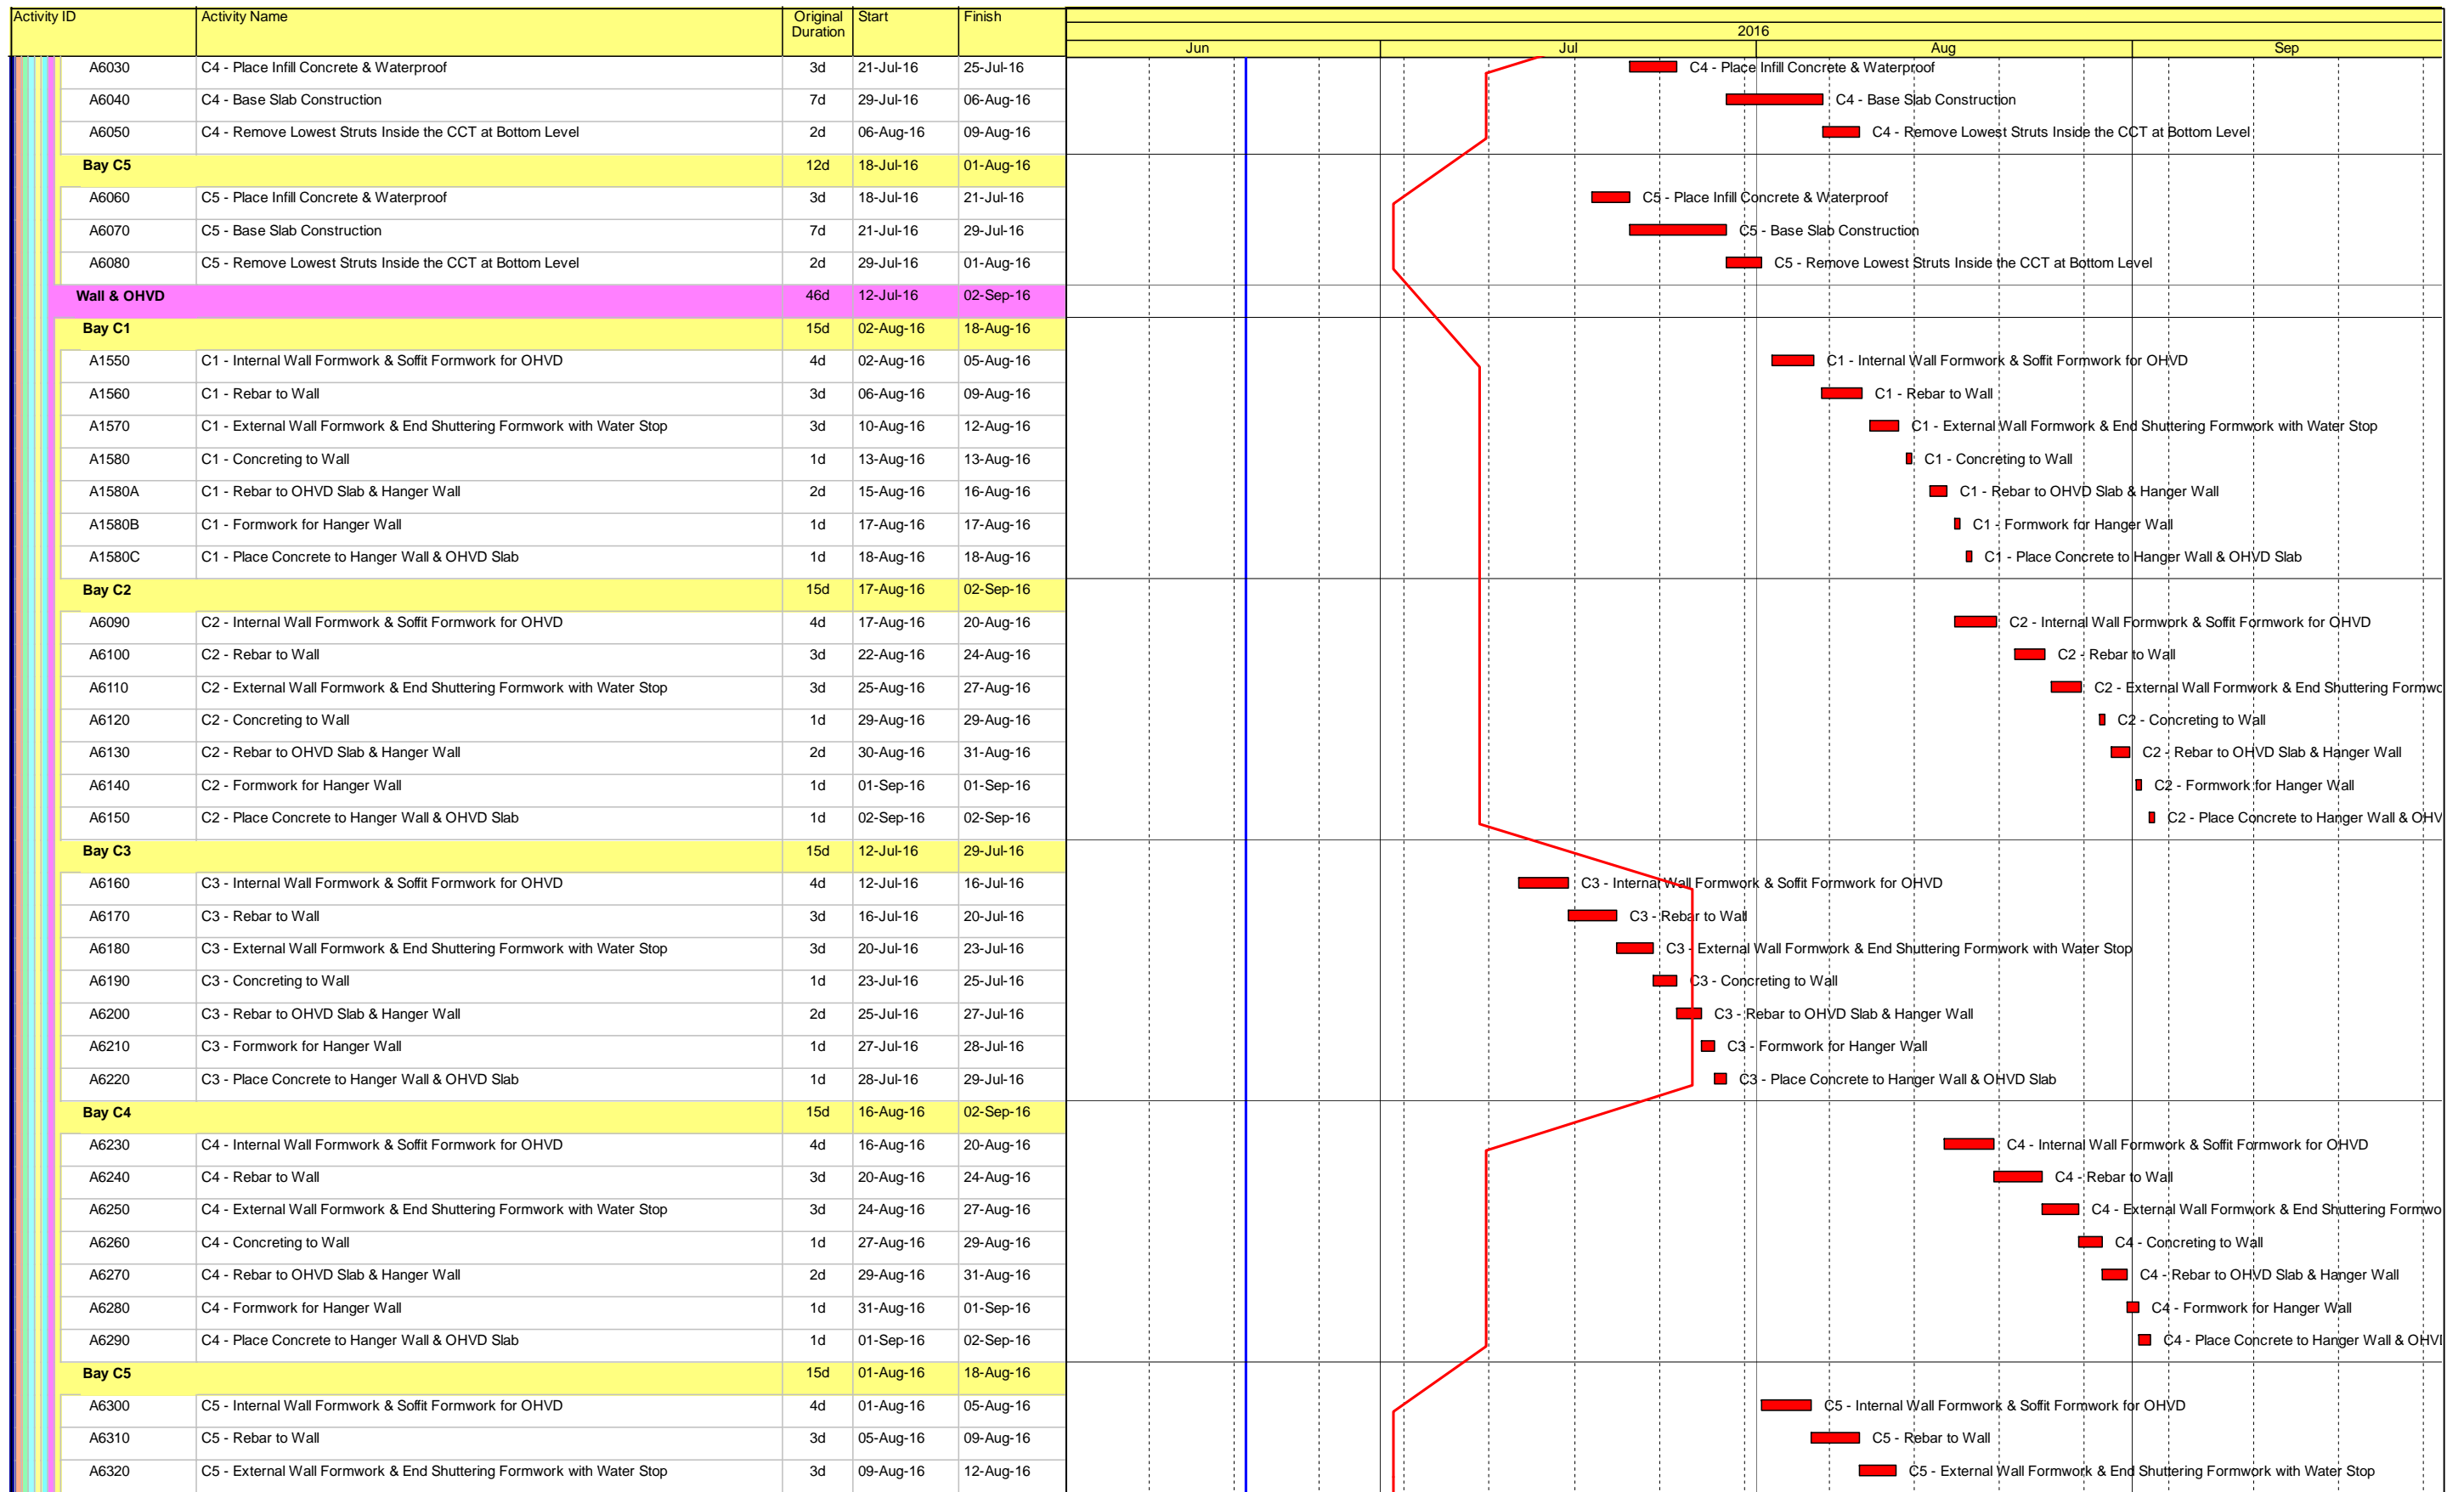 Activity ID Activity Name Original Duration Start Finish
2016
Jun Jul Aug Sep
A6030 C4 - Place Infill Concrete & Waterproof 3d 21-Jul-16 25-Jul-16 C4 - Place Infill Concrete & Waterproof
A6040 C4 - Base Slab Construction 7d 29-Jul-16 06-Aug-16 C4 - Base Slab Construction
A6050 C4 - Remove Lowest Struts Inside the CCT at Bottom Level 2d 06-Aug-16 09-Aug-16 C4 - Remove Lowest Struts Inside the CCT at Bottom Level
Bay C5 12d 18-Jul-16 01-Aug-16
A6060 C5 - Place Infill Concrete & Waterproof 3d 18-Jul-16 21-Jul-16 C5 - Place Infill Concrete & Waterproof
A6070 C5 - Base Slab Construction 7d 21-Jul-16 29-Jul-16 C5 - Base Slab Construction
A6080 C5 - Remove Lowest Struts Inside the CCT at Bottom Level 2d 29-Jul-16 01-Aug-16 C5 - Remove Lowest Struts Inside the CCT at Bottom Level
Wall & OHVD 46d 12-Jul-16 02-Sep-16
Bay C1 15d 02-Aug-16 18-Aug-16
A1550 C1 - Internal Wall Formwork & Soffit Formwork for OHVD 4d 02-Aug-16 05-Aug-16 C1 - Internal Wall Formwork & Soffit Formwork for OHVD
A1560 C1 - Rebar to Wall 3d 06-Aug-16 09-Aug-16 C1 - Rebar to Wall
A1570 C1 - External Wall Formwork & End Shuttering Formwork with Water Stop 3d 10-Aug-16 12-Aug-16 C1 - External Wall Formwork & End Shuttering Formwork with Water Stop
A1580 C1 - Concreting to Wall 1d 13-Aug-16 13-Aug-16 C1 - Concreting to Wall
A1580A C1 - Rebar to OHVD Slab & Hanger Wall 2d 15-Aug-16 16-Aug-16 C1 - Rebar to OHVD Slab & Hanger Wall
A1580B C1 - Formwork for Hanger Wall 1d 17-Aug-16 17-Aug-16 C1 - Formwork for Hanger Wall
A1580C C1 - Place Concrete to Hanger Wall & OHVD Slab 1d 18-Aug-16 18-Aug-16 C1 - Place Concrete to Hanger Wall & OHVD Slab
Bay C2 15d 17-Aug-16 02-Sep-16
A6090 C2 - Internal Wall Formwork & Soffit Formwork for OHVD 4d 17-Aug-16 20-Aug-16 C2 - Internal Wall Formwork & Soffit Formwork for OHVD
A6100 C2 - Rebar to Wall 3d 22-Aug-16 24-Aug-16 C2 - Rebar to Wall
A6110 C2 - External Wall Formwork & End Shuttering Formwork with Water Stop 3d 25-Aug-16 27-Aug-16 C2 - External Wall Formwork & End Shuttering Formwo
A6120 C2 - Concreting to Wall 1d 29-Aug-16 29-Aug-16 C2 - Concreting to Wall
A6130 C2 - Rebar to OHVD Slab & Hanger Wall 2d 30-Aug-16 31-Aug-16 C2 - Rebar to OHVD Slab & Hanger Wall
A6140 C2 - Formwork for Hanger Wall 1d 01-Sep-16 01-Sep-16 C2 - Formwork for Hanger Wall
A6150 C2 - Place Concrete to Hanger Wall & OHVD Slab 1d 02-Sep-16 02-Sep-16 C2 - Place Concrete to Hanger Wall & OHV
Bay C3 15d 12-Jul-16 29-Jul-16
A6160 C3 - Internal Wall Formwork & Soffit Formwork for OHVD 4d 12-Jul-16 16-Jul-16 C3 - Internal Wall Formwork & Soffit Formwork for OHVD
A6170 C3 - Rebar to Wall 3d 16-Jul-16 20-Jul-16 C3 - Rebar to Wall
A6180 C3 - External Wall Formwork & End Shuttering Formwork with Water Stop 3d 20-Jul-16 23-Jul-16 C3 - External Wall Formwork & End Shuttering Formwork with Water Stop
A6190 C3 - Concreting to Wall 1d 23-Jul-16 25-Jul-16 C3 - Concreting to Wall
A6200 C3 - Rebar to OHVD Slab & Hanger Wall 2d 25-Jul-16 27-Jul-16 C3 - Rebar to OHVD Slab & Hanger Wall
A6210 C3 - Formwork for Hanger Wall 1d 27-Jul-16 28-Jul-16 C3 - Formwork for Hanger Wall
A6220 C3 - Place Concrete to Hanger Wall & OHVD Slab 1d 28-Jul-16 29-Jul-16 C3 - Place Concrete to Hanger Wall & OHVD Slab
Bay C4 15d 16-Aug-16 02-Sep-16
A6230 C4 - Internal Wall Formwork & Soffit Formwork for OHVD 4d 16-Aug-16 20-Aug-16 C4 - Internal Wall Formwork & Soffit Formwork for OHVD
A6240 C4 - Rebar to Wall 3d 20-Aug-16 24-Aug-16 C4 - Rebar to Wall
A6250 C4 - External Wall Formwork & End Shuttering Formwork with Water Stop 3d 24-Aug-16 27-Aug-16 C4 - External Wall Formwork & End Shuttering Formwo
A6260 C4 - Concreting to Wall 1d 27-Aug-16 29-Aug-16 C4 - Concreting to Wall
A6270 C4 - Rebar to OHVD Slab & Hanger Wall 2d 29-Aug-16 31-Aug-16 C4 - Rebar to OHVD Slab & Hanger Wall
A6280 C4 - Formwork for Hanger Wall 1d 31-Aug-16 01-Sep-16 C4 - Formwork for Hanger Wall
A6290 C4 - Place Concrete to Hanger Wall & OHVD Slab 1d 01-Sep-16 02-Sep-16 C4 - Place Concrete to Hanger Wall & OHVI
Bay C5 15d 01-Aug-16 18-Aug-16
A6300 C5 - Internal Wall Formwork & Soffit Formwork for OHVD 4d 01-Aug-16 05-Aug-16 C5 - Internal Wall Formwork & Soffit Formwork for OHVD
A6310 C5 - Rebar to Wall 3d 05-Aug-16 09-Aug-16 C5 - Rebar to Wall
A6320 C5 - External Wall Formwork & End Shuttering Formwork with Water Stop 3d 09-Aug-16 12-Aug-16 C5 - External Wall Formwork & End Shuttering Formwork with Water Stop